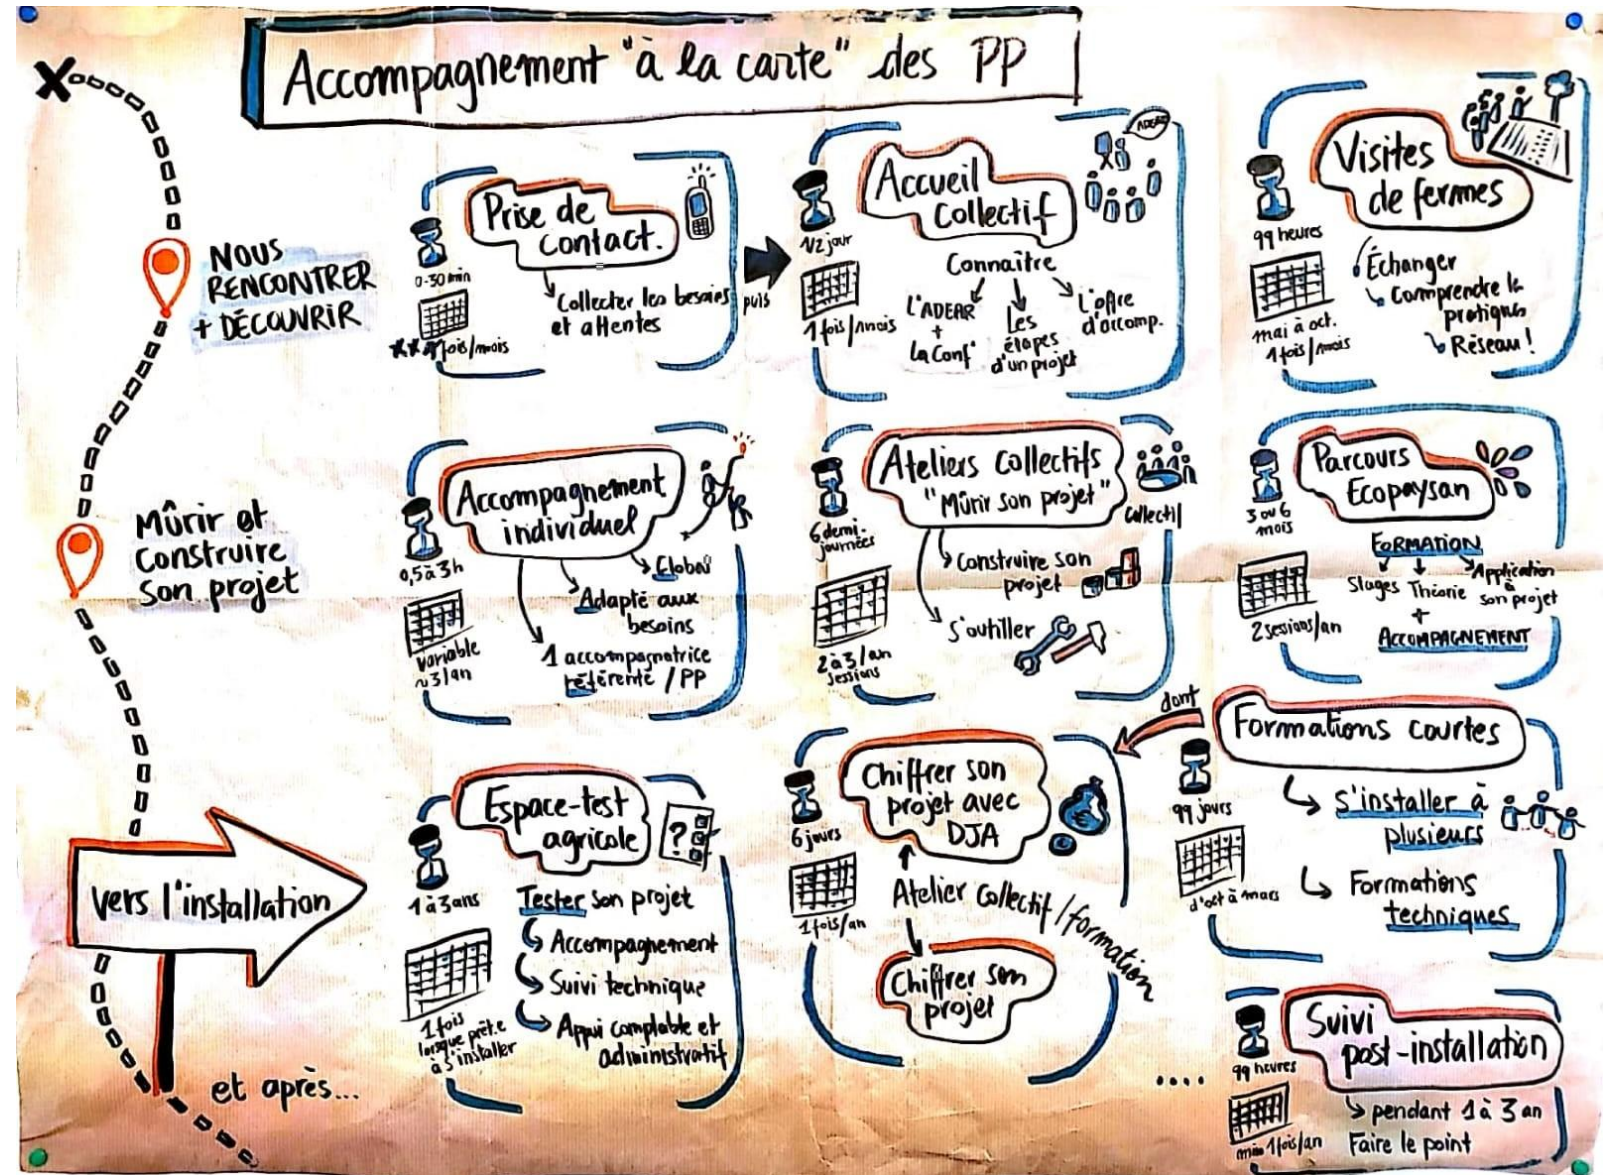 Accompagnement "à la carte" des PP
NOUS
RENCONTRER
+ DÉCOUVRIR
Prise de
contact.
0-30 min
fois/mois
Collecter les besoins
et attentes
puis
Accueil
Collectif
ADEAR
1/2 jour
1 fois/mois
Connaître
L'ADEAR
+
la Conf'
Les
étapes
d'un projet
L'offre
d'accomp.
Visites
de fermes
99 heures
mai à oct.
1 fois/mois
Échanger
Comprendre la
pratiques
Réseau !
Mûrir et
Construire
son projet
Accompagnement
individuel
0,5 à 3h
variable
~3/an
Global
Adapté aux
besoins
1 accompagnatrice
référente / PP
Ateliers collectifs
"Mûrir son projet"
Collectif
6 demi-
journées
2 à 3/an
sessions
Construire son
projet
S'outiller
Parcours
Ecopaysan
3 ou 6
mois
2 sessions/an
FORMATION
Stages Théorie
Application
à
son projet
+
ACCOMPAGNEMENT
vers l'installation
Espace-test
agricole
?
1 à 3 ans
1 fois
lorsque prêt.e
à s'installer
Tester son projet
Accompagnement
Suivi technique
Appui comptable et
administratif
Chiffrer son
projet avec
DJA
6 jours
1 fois/an
Atelier Collectif/formation
Chiffrer son
projet
dont
Formations courtes
99 jours
d'oct à mars
S'installer à
plusieurs
Formations
techniques
et après...
....
Suivi
post-installation
99 heures
1 fois/an
pendant 1 à 3 an
Faire le point